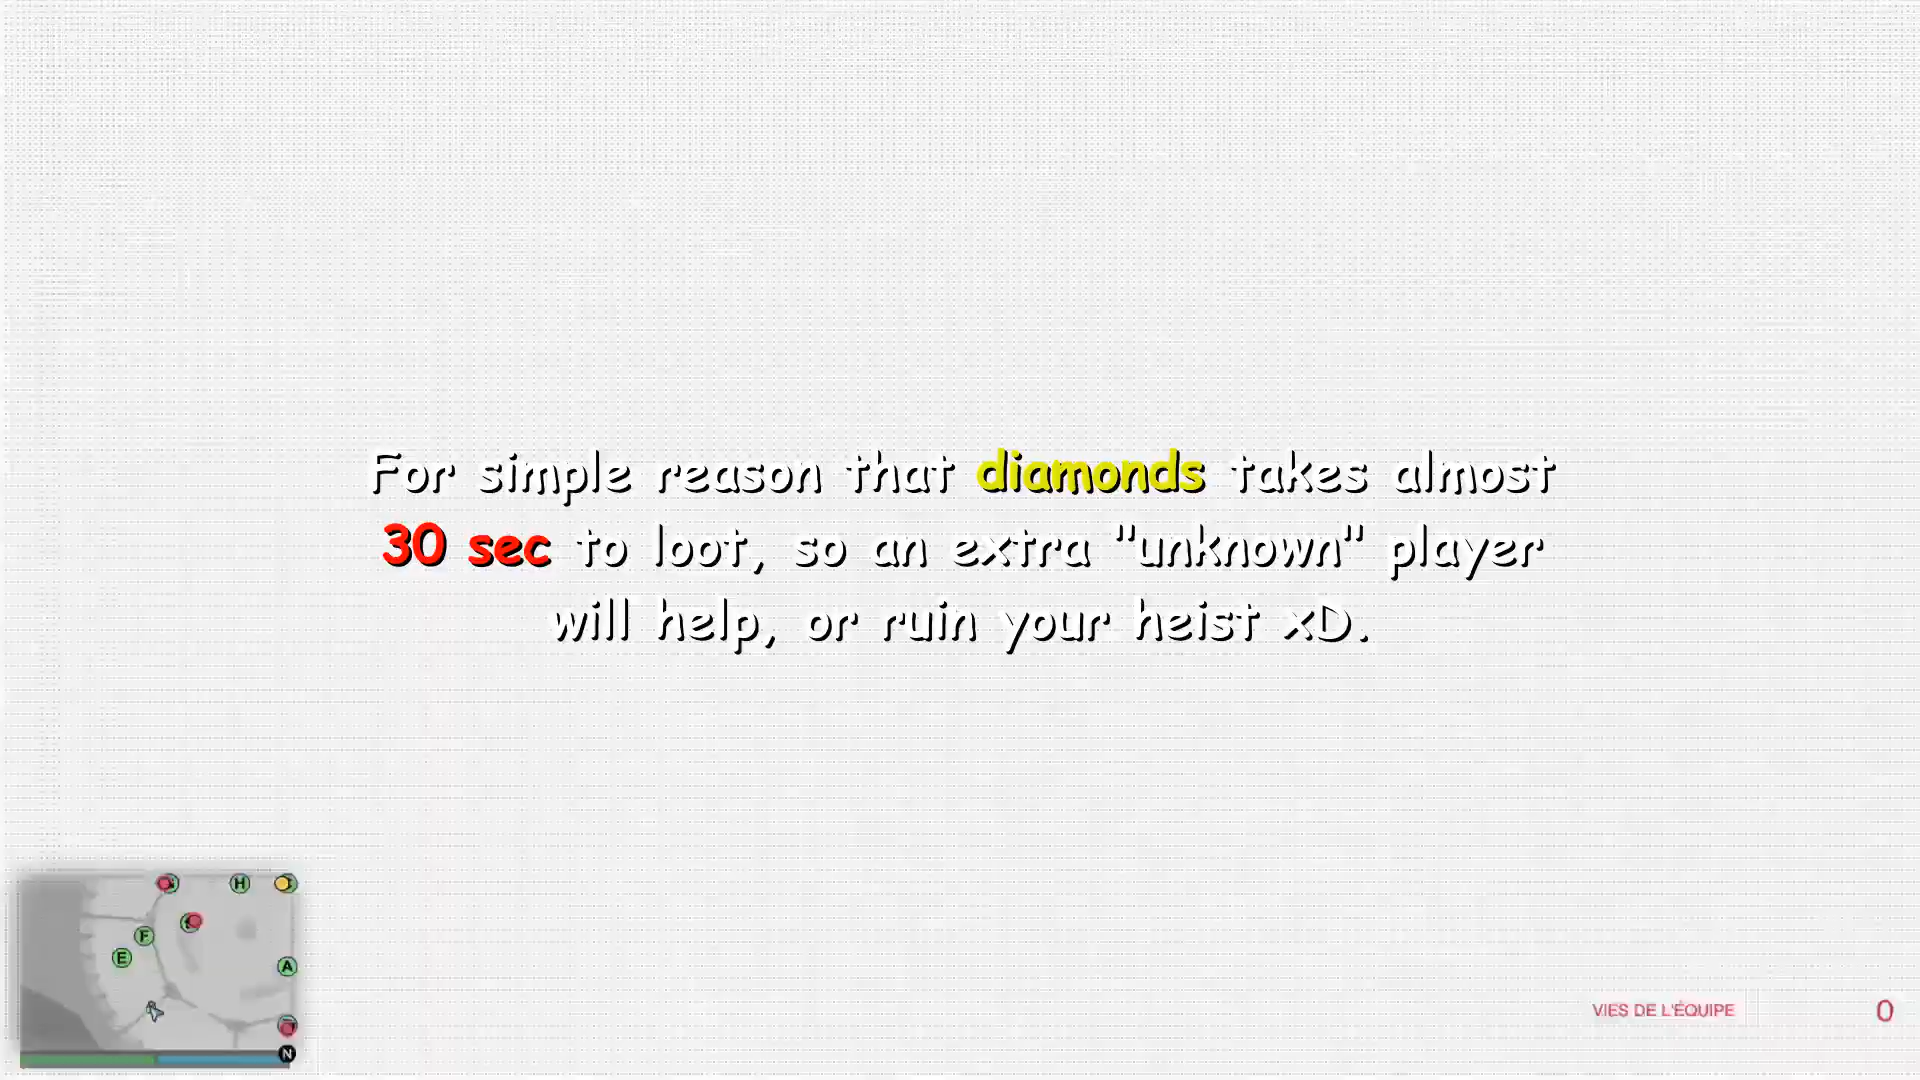 For simple reason that diamonds takes almost
30 sec to loot, so an extra "unknown" player
will help, or ruin your heist xD.
H
F
E
A
VIES DE L'ÉQUIPE 0
N